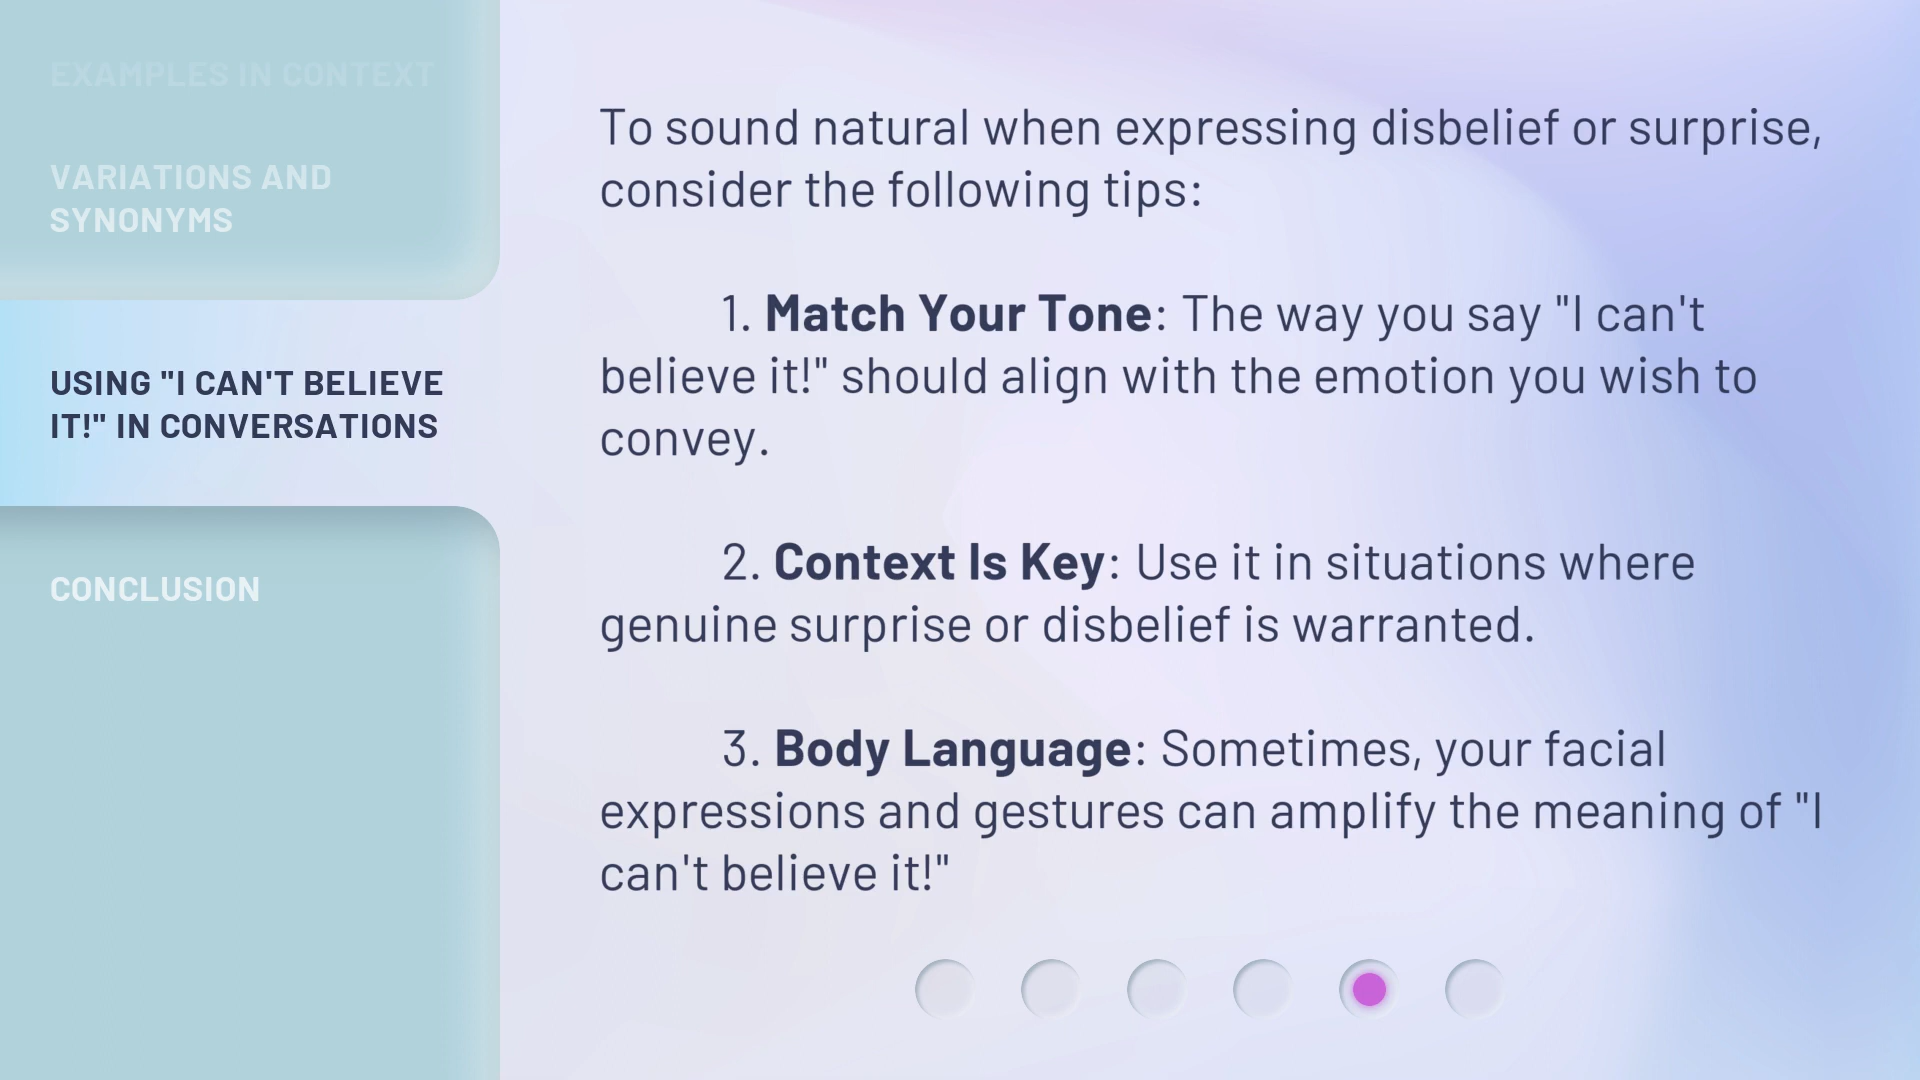 EXAMPLES IN CONTEXT
VARIATIONS AND
SYNONYMS
USING "I CAN'T BELIEVE
IT!" IN CONVERSATIONS
CONCLUSION
To sound natural when expressing disbelief or surprise,
consider the following tips:
1. Match Your Tone: The way you say "I can't
believe it!" should align with the emotion you wish to
convey.
2. Context Is Key: Use it in situations where
genuine surprise or disbelief is warranted.
3. Body Language: Sometimes, your facial
expressions and gestures can amplify the meaning of "I
can't believe it!"